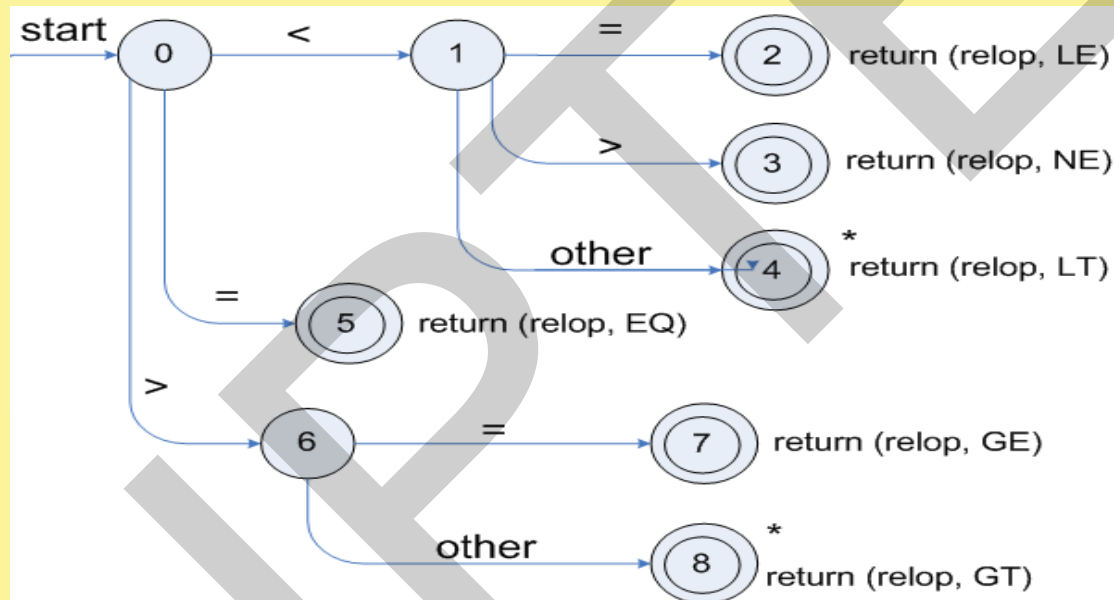 start 0 < 1 = 2 return (relop, LE)
> 3 return (relop, NE)
other 4 * return (relop, LT)
= 5 return (relop, EQ)
> 6 = 7 return (relop, GE)
other 8 * return (relop, GT)